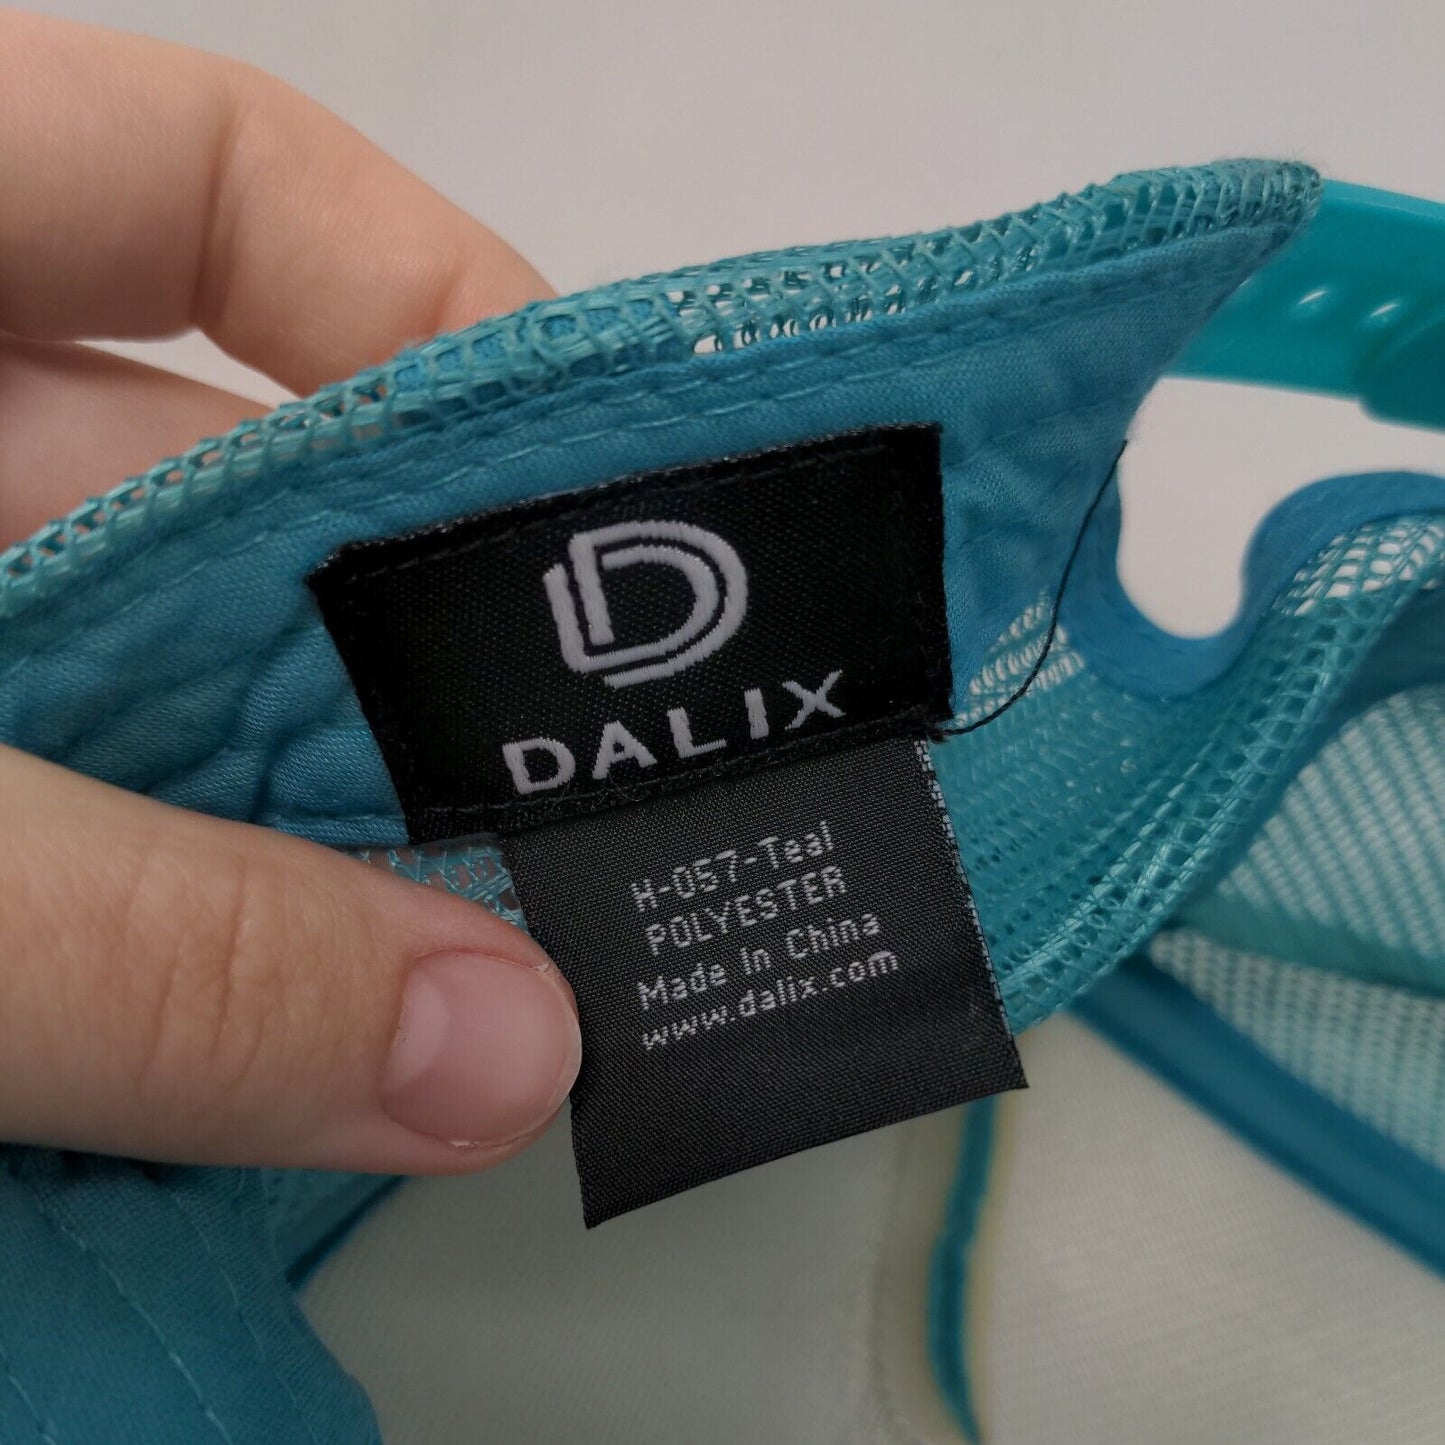 D
DALIX
H-057-Teal
POLYESTER
Made In China
www.dalix.com